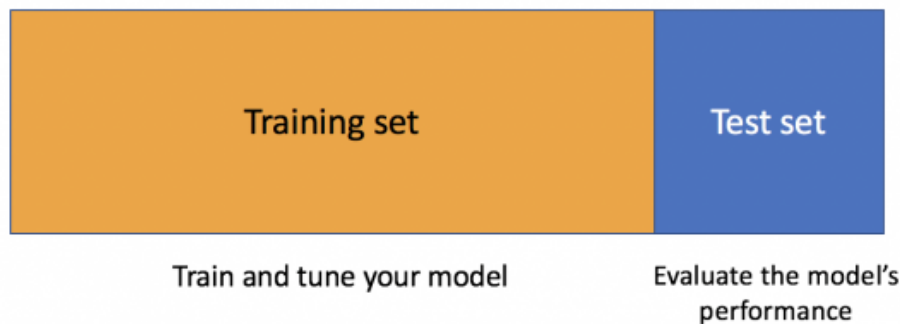 Training set
Test set
Train and tune your model
Evaluate the model's
performance